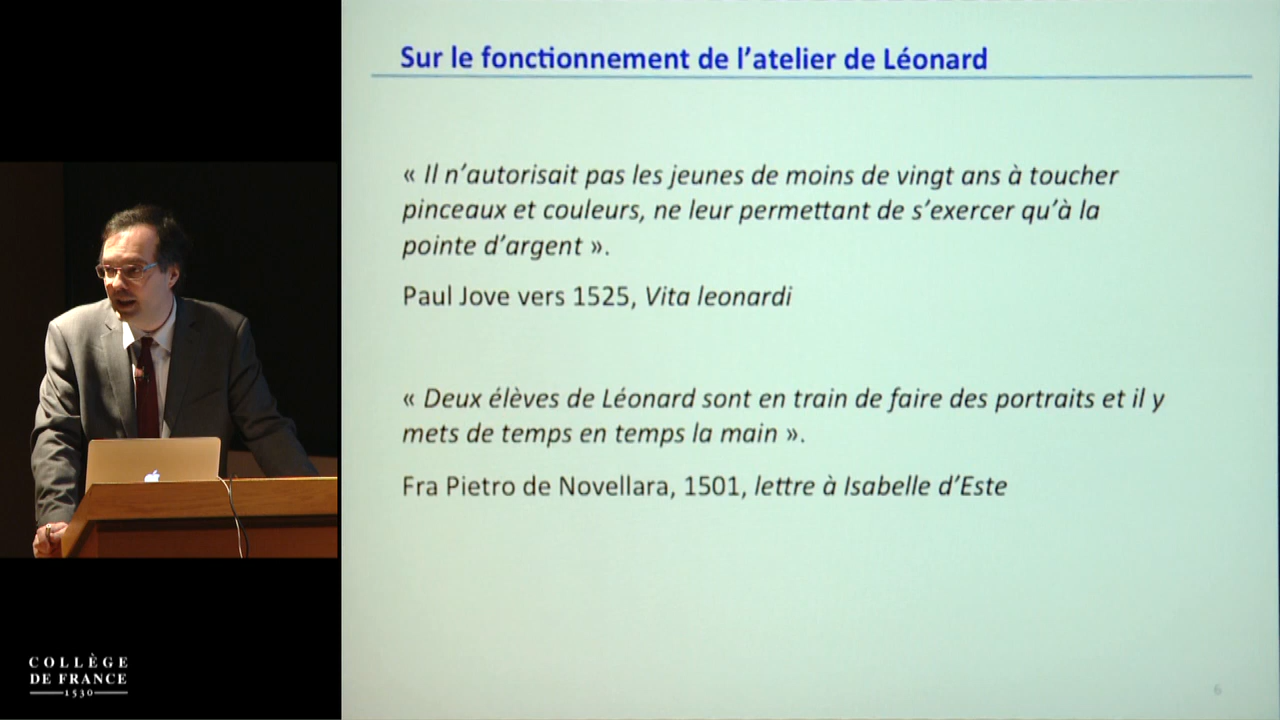 Sur le fonctionnement de l’atelier de Léonard
« Il n’autorisait pas les jeunes de moins de vingt ans à toucher
pinceaux et couleurs, ne leur permettant de s’exercer qu’à la
pointe d’argent ».
Paul Jove vers 1525, Vita leonardi
« Deux élèves de Léonard sont en train de faire des portraits et il y
mets de temps en temps la main ».
Fra Pietro de Novellara, 1501, lettre à Isabelle d’Este
6
COLLÈGE
DE FRANCE
1530